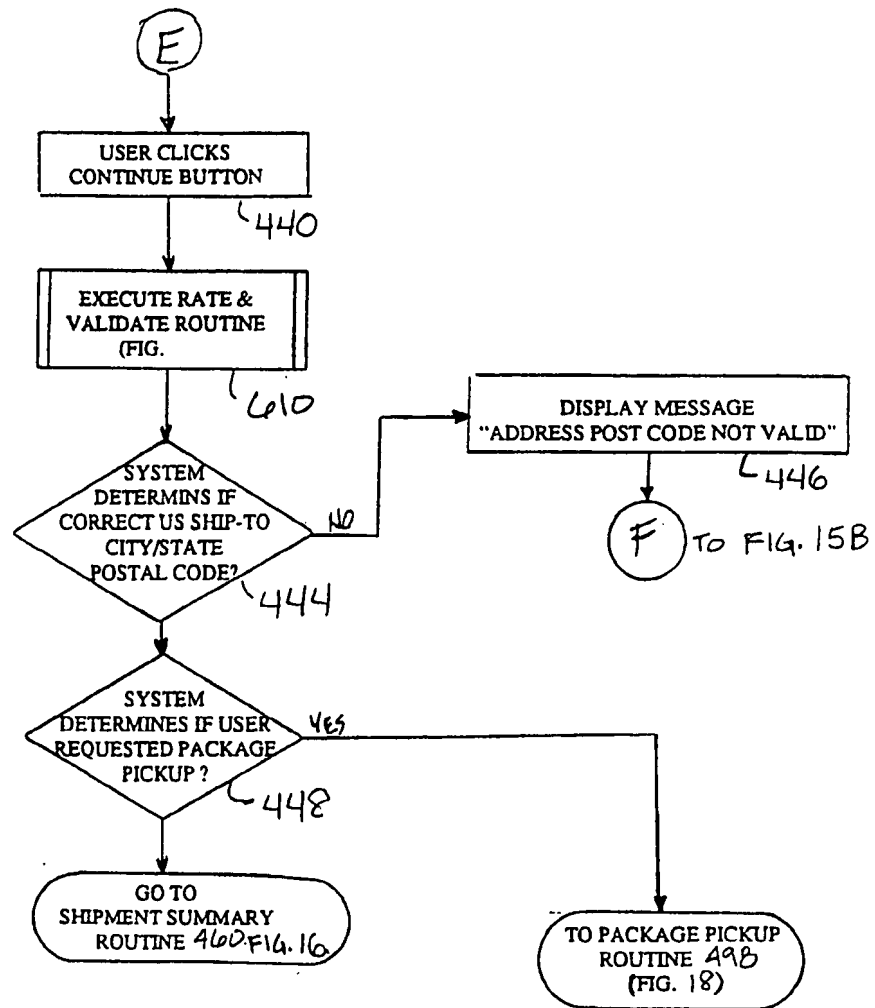 E
USER CLICKS
CONTINUE BUTTON
440
EXECUTE RATE &
VALIDATE ROUTINE
(FIG.
610
SYSTEM
DETERMINS IF
CORRECT US SHIP-TO
CITY/STATE
POSTAL CODE?
444
NO
DISPLAY MESSAGE
"ADDRESS POST CODE NOT VALID"
446
F
TO FIG. 15B
SYSTEM
DETERMINES IF USER
REQUESTED PACKAGE
PICKUP ?
448
YES
GO TO
SHIPMENT SUMMARY
ROUTINE 460 FIG. 16
TO PACKAGE PICKUP
ROUTINE 498
(FIG. 18)